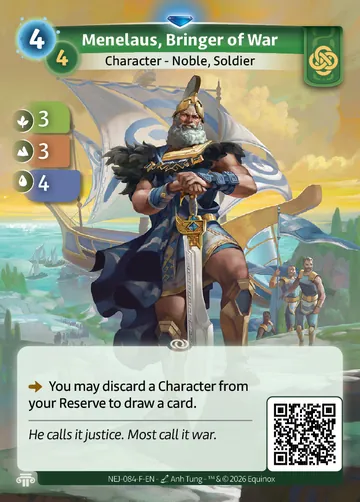 4
4
Menelaus, Bringer of War
Character - Noble, Soldier
3
3
4
You may discard a Character from
your Reserve to draw a card.
He calls it justice. Most call it war.
NEJ-084-F-EN - Anh Tung - ™ & © 2026 Equinox